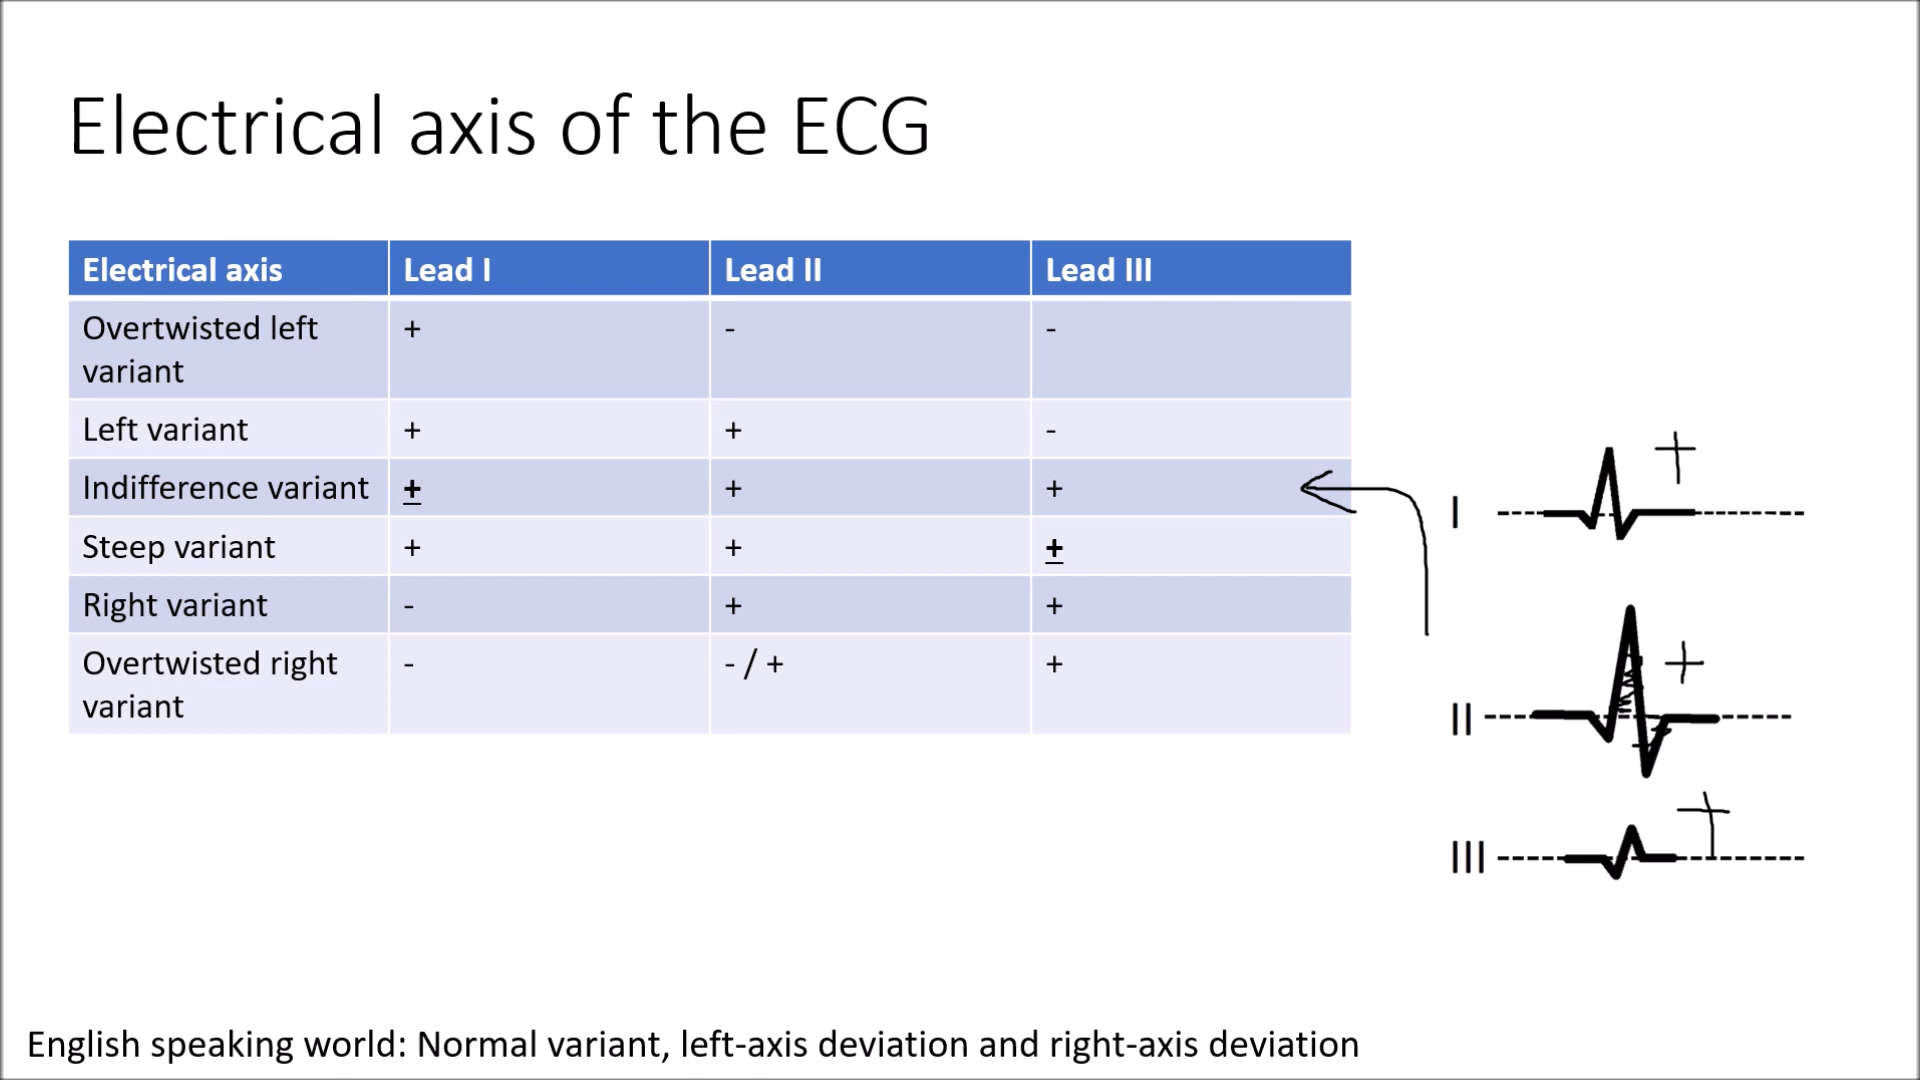 Electrical axis of the ECG
Electrical axis Lead I Lead II Lead III
Overtwisted left + - -
variant
Left variant + + -
Indifference variant ± + +
Steep variant + + ±
Right variant - + +
Overtwisted right - - / + +
variant
I +
II +
III +
English speaking world: Normal variant, left-axis deviation and right-axis deviation